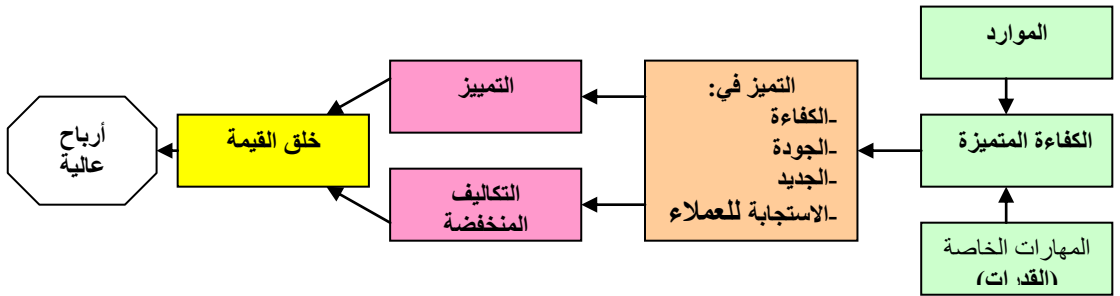 الموارد
الكفاءة المتميزة
المهارات الخاصة
(القدرات)
التميز في:
-الكفاءة
-الجودة
-الجديد
-الاستجابة للعملاء
التمييز
التكاليف
المنخفضة
خلق القيمة
أرباح
عالية